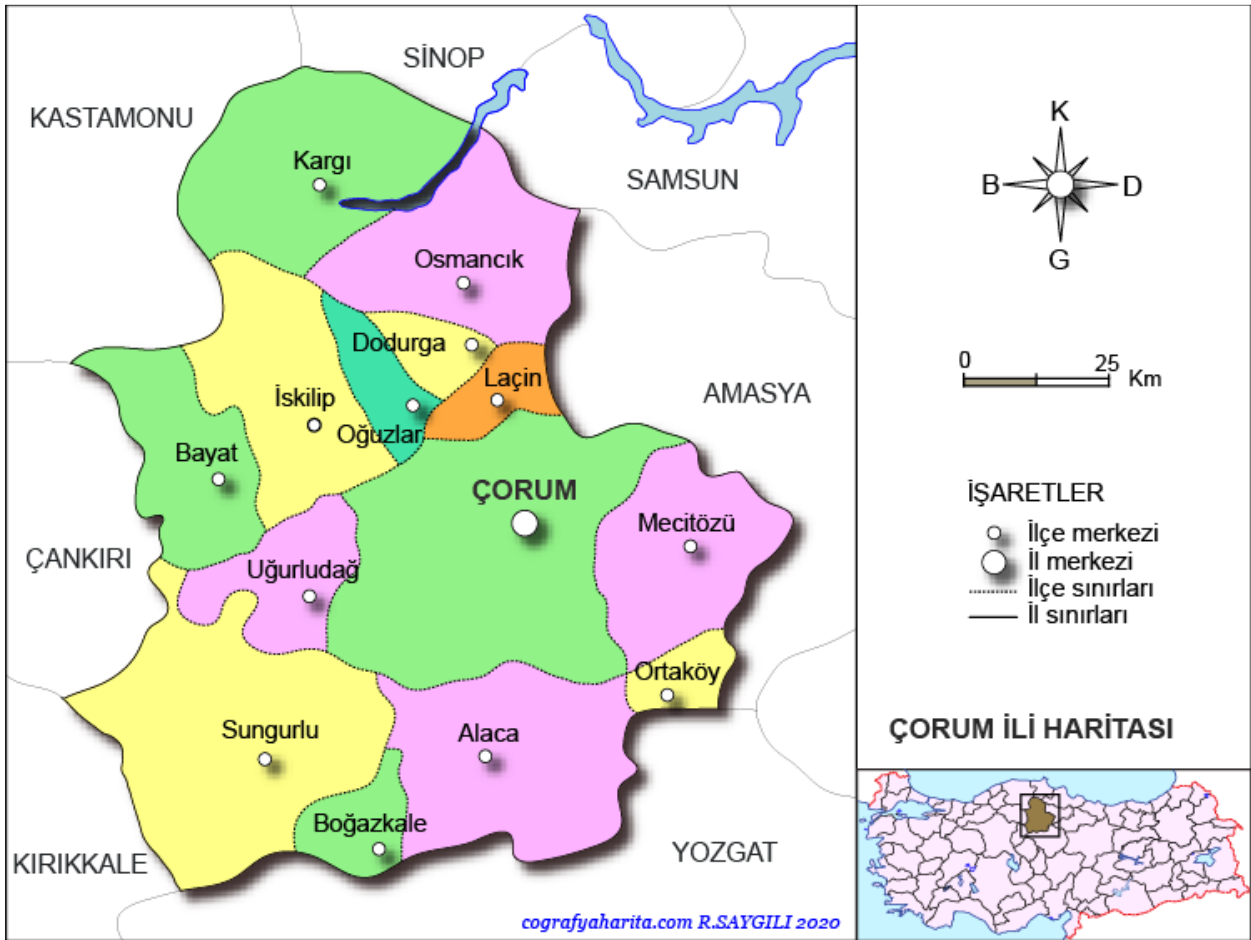 SİNOP
KASTAMONU
Kargı
SAMSUN
Osmancık
Dodurga
Laçin
AMASYA
İskilip
Oğuzlar
Bayat
ÇORUM
Mecitözü
ÇANKIRI
Uğurludağ
Ortaköy
Sungurlu
Alaca
Boğazkale
KIRIKKALE
YOZGAT
cografyaharita.com R.SAYGILI 2020
K
B D
G
0 25 Km
İŞARETLER
İlçe merkezi
İl merkezi
İlçe sınırları
İl sınırları
ÇORUM İLİ HARİTASI